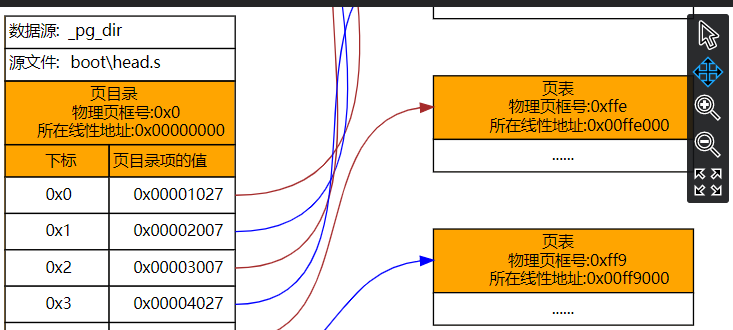 数据源: _pg_dir
源文件: boot\head.s
页目录
物理页框号:0x0
所在线性地址:0x00000000
下标 页目录项的值
0x0 0x00001027
0x1 0x00002007
0x2 0x00003007
0x3 0x00004027
页表
物理页框号:0xffe
所在线性地址:0x00ffe000
......
页表
物理页框号:0xff9
所在线性地址:0x00ff9000
......